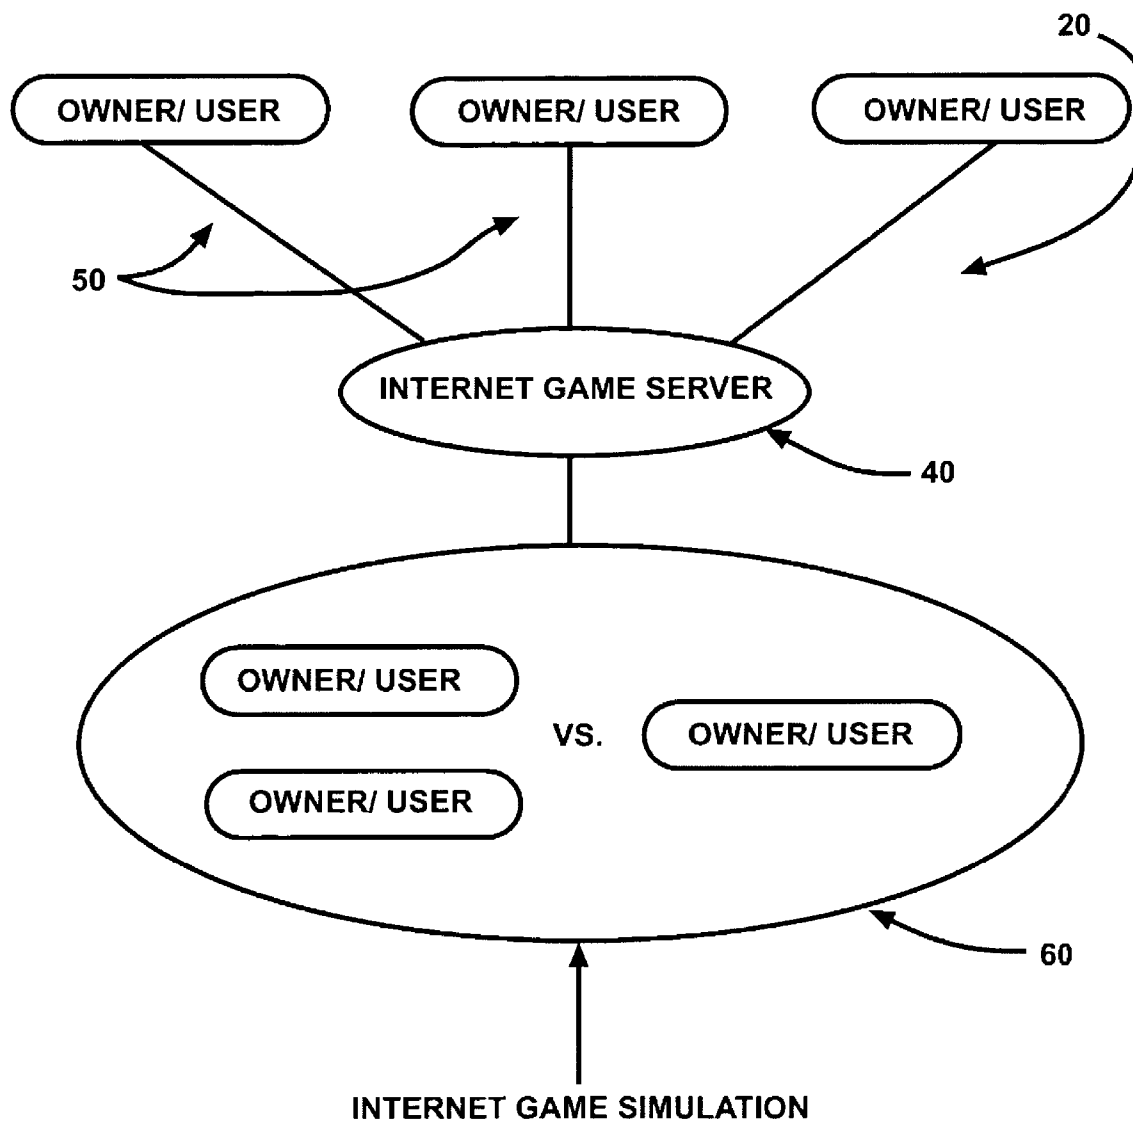 20
OWNER/ USER
OWNER/ USER
OWNER/ USER
50
INTERNET GAME SERVER
40
OWNER/ USER
VS.
OWNER/ USER
OWNER/ USER
60
INTERNET GAME SIMULATION